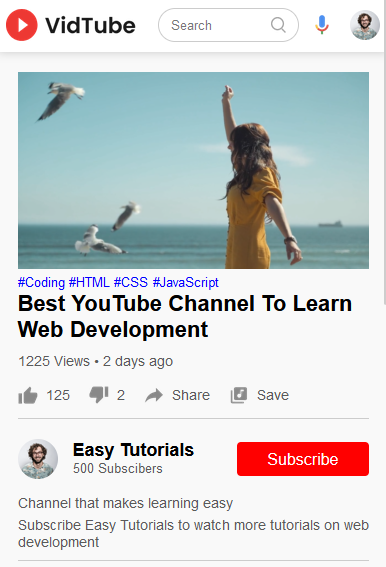 VidTube
Search
#Coding #HTML #CSS #JavaScript
Best YouTube Channel To Learn
Web Development
1225 Views • 2 days ago
125 2 Share Save
Easy Tutorials
500 Subscibers
Subscribe
Channel that makes learning easy
Subscribe Easy Tutorials to watch more tutorials on web
development